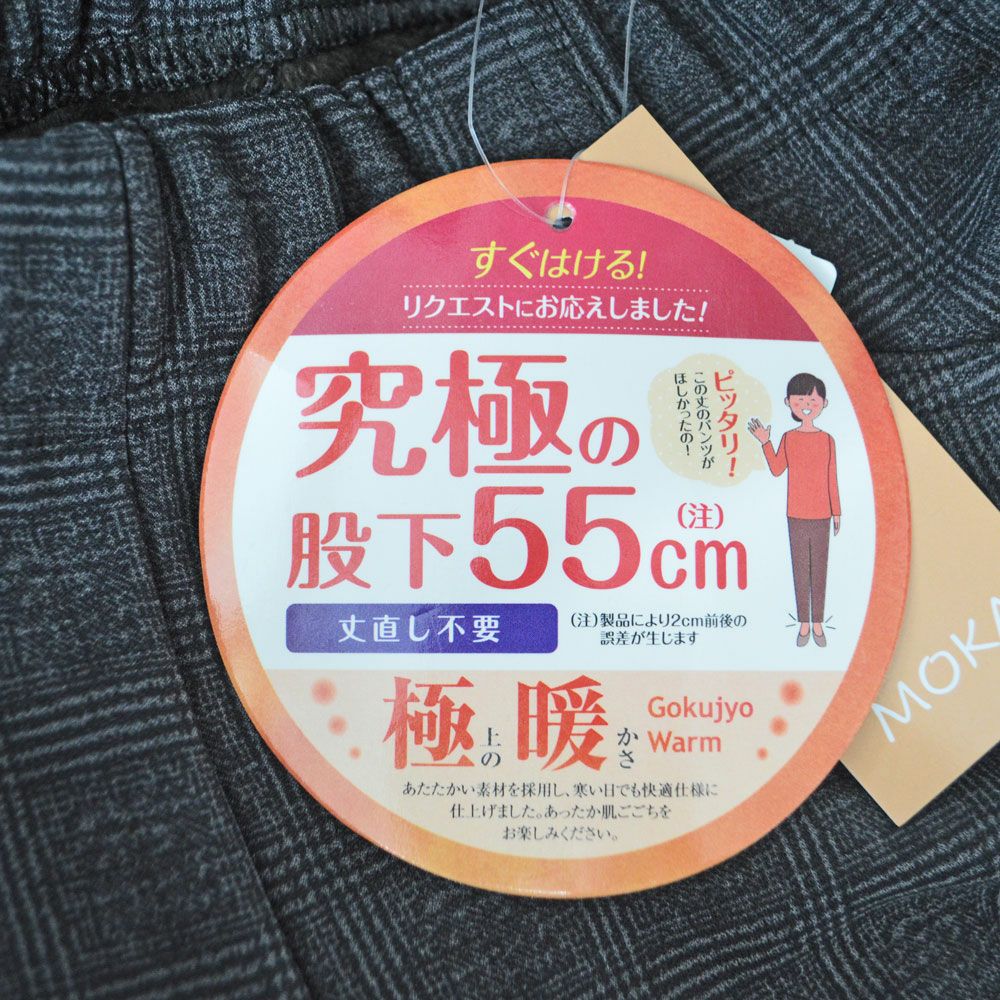 すぐはける!
リクエストにお応えしました!
究極の
股下55cm
(注)
ピッタリ!
この丈のパンツが
ほしかったの!
丈直し不要
(注)製品により2cm前後の
誤差が生じます
極上の暖かさ
Gokujyo
Warm
あたたかい素材を採用し、寒い日でも快適仕様に
仕上げました。あったか肌ごこちを
お楽しみください。
MOKA